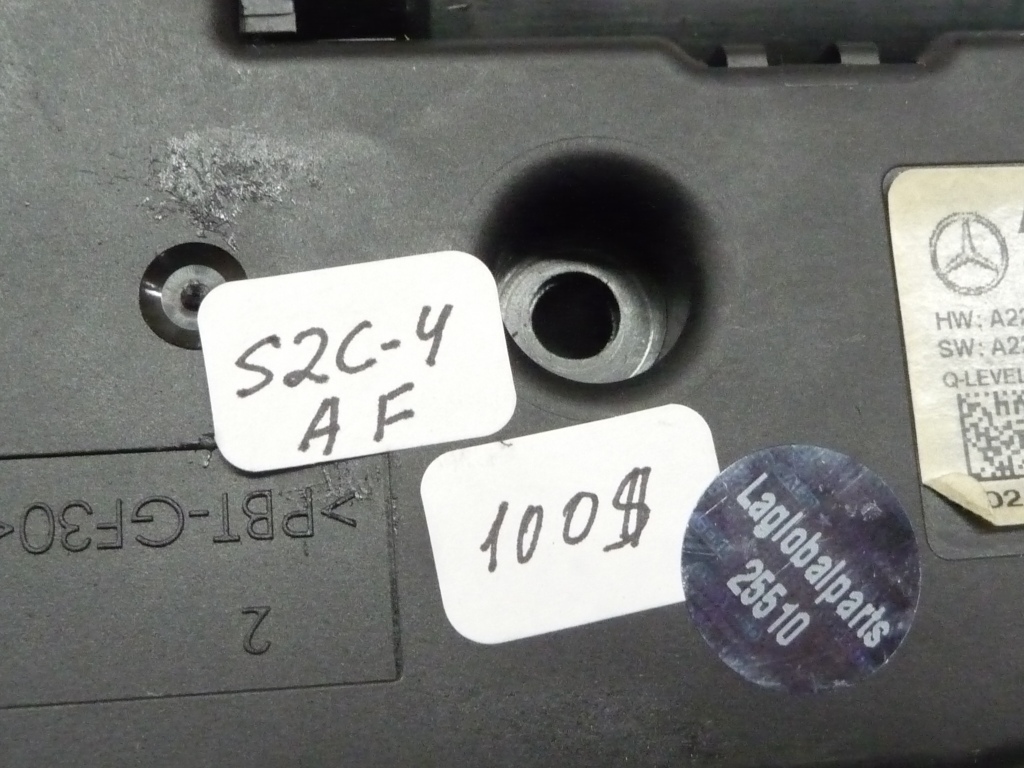 S2C-4
AF
100$
Laglobalparts
25510
>PBT-GF30<
2
HW: A22
SW: A22
Q-LEVEL